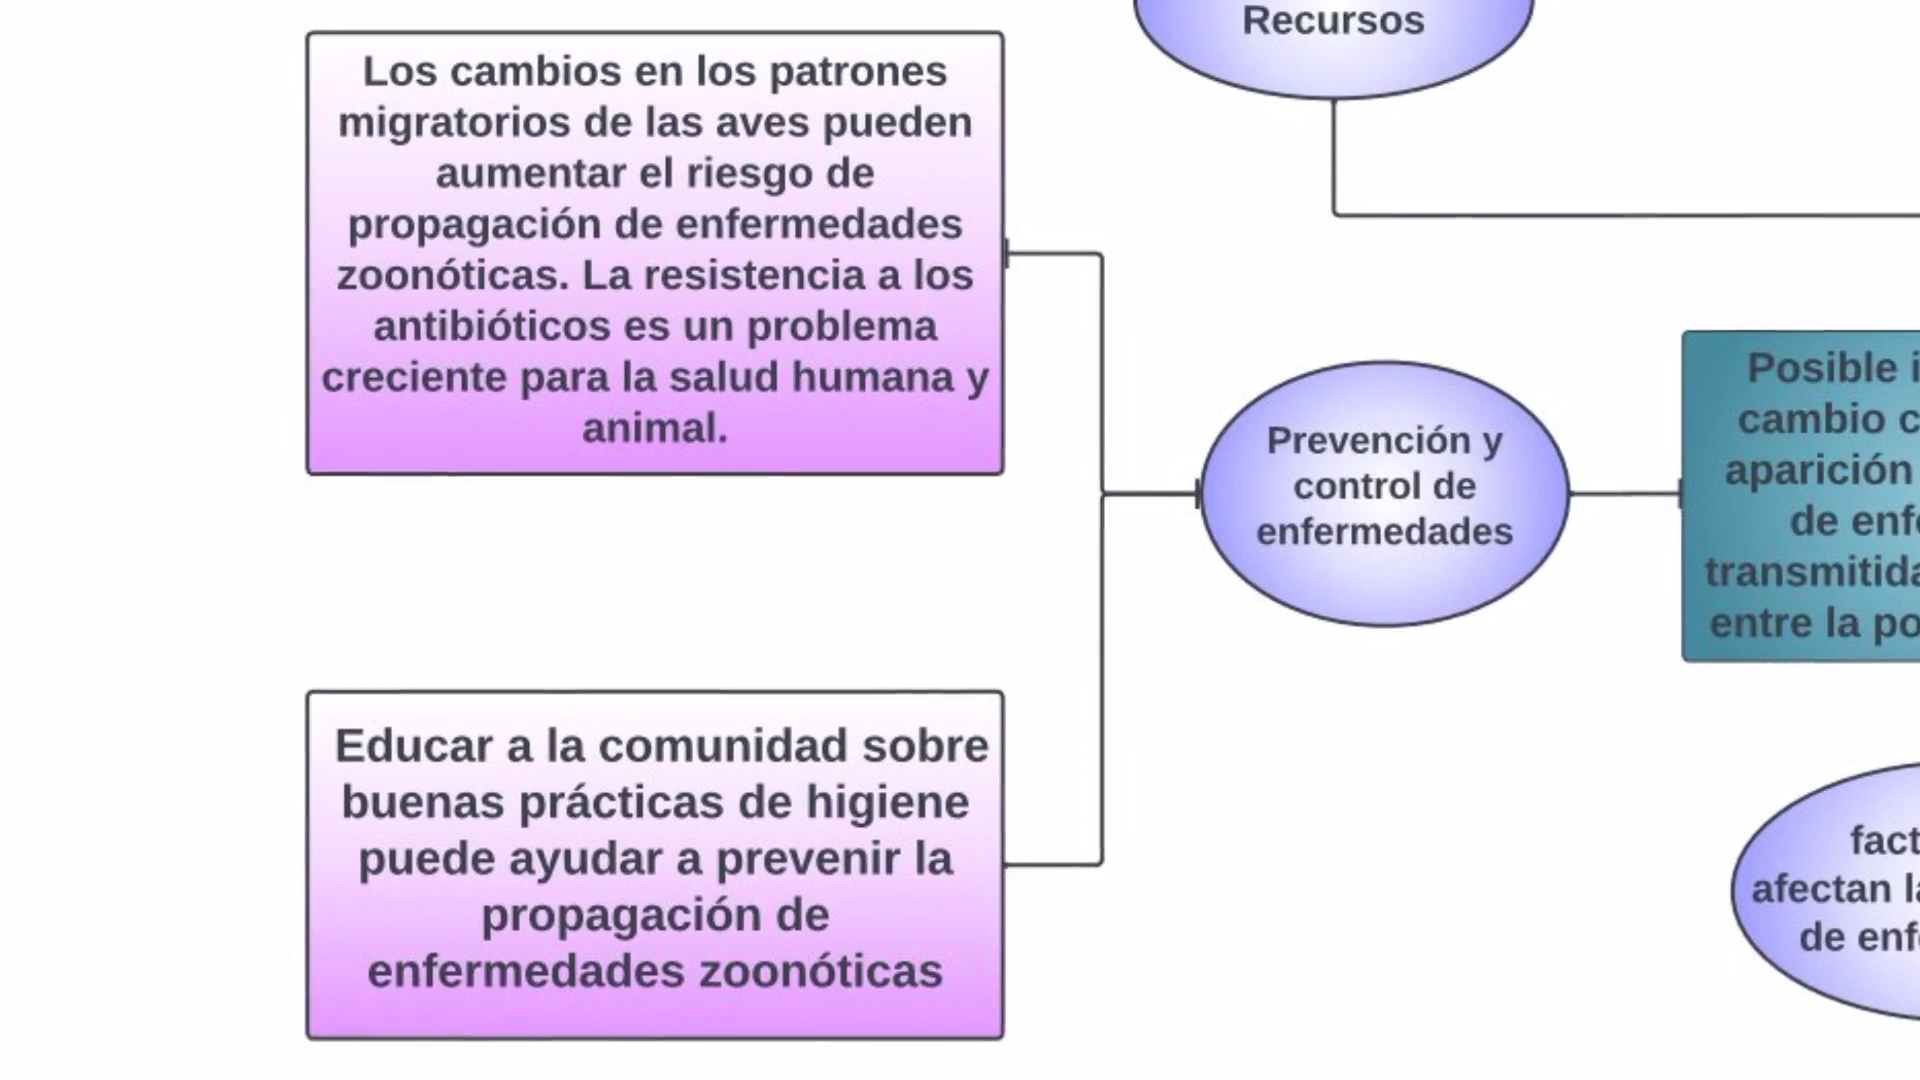 Recursos
Los cambios en los patrones
migratorios de las aves pueden
aumentar el riesgo de
propagación de enfermedades
zoonóticas. La resistencia a los
antibióticos es un problema
creciente para la salud humana y
animal.
Prevención y
control de
enfermedades
Posible
cambio
aparición
de
entre la
Educar a la comunidad sobre
buenas prácticas de higiene
puede ayudar a prevenir la
propagación de
enfermedades zoonóticas
afectan
de